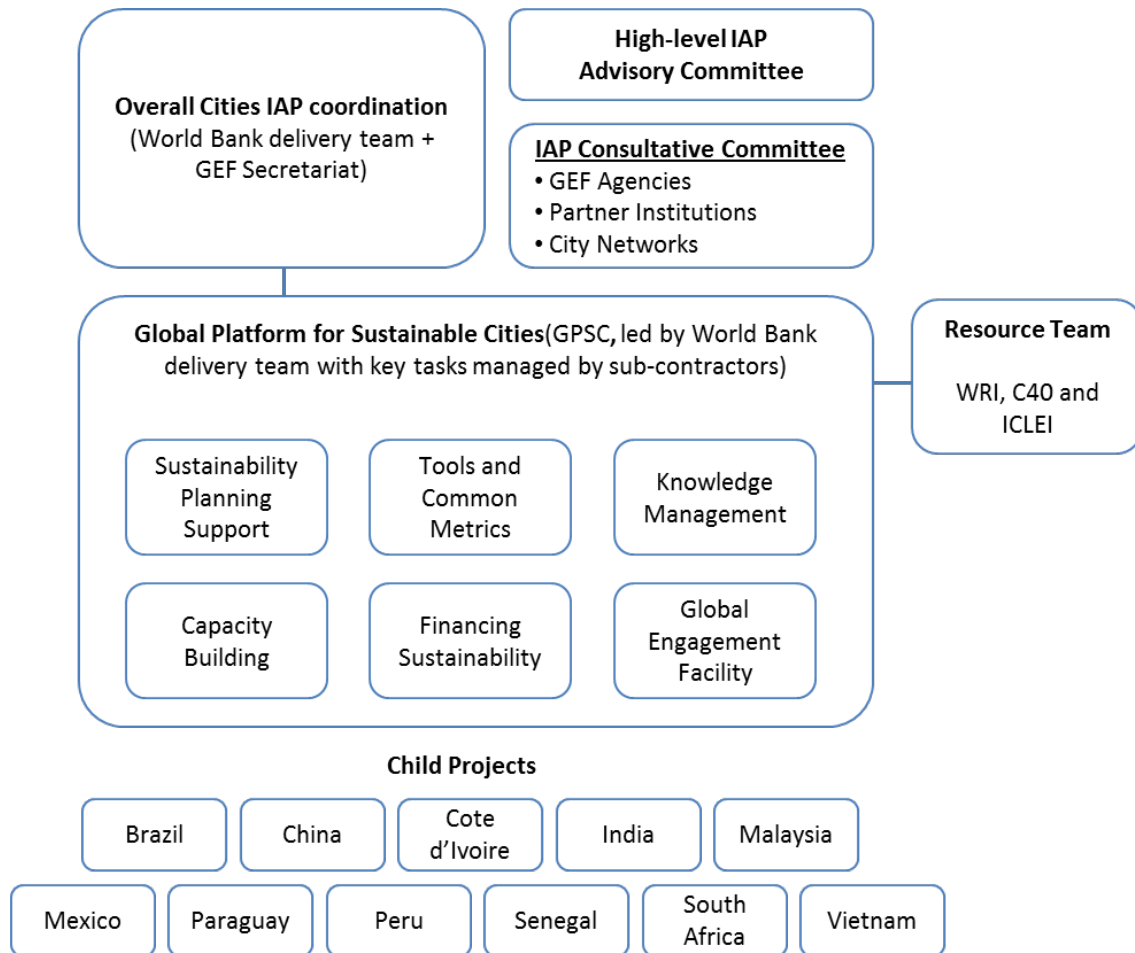 Overall Cities IAP coordination
(World Bank delivery team +
GEF Secretariat)
High-level IAP
Advisory Committee
IAP Consultative Committee
• GEF Agencies
• Partner Institutions
• City Networks
Global Platform for Sustainable Cities(GPSC, led by World Bank
delivery team with key tasks managed by sub-contractors)
Resource Team
WRI, C40 and
ICLEI
Sustainability
Planning
Support
Tools and
Common
Metrics
Knowledge
Management
Capacity
Building
Financing
Sustainability
Global
Engagement
Facility
Child Projects
Brazil
China
Cote
d’Ivoire
India
Malaysia
Mexico
Paraguay
Peru
Senegal
South
Africa
Vietnam